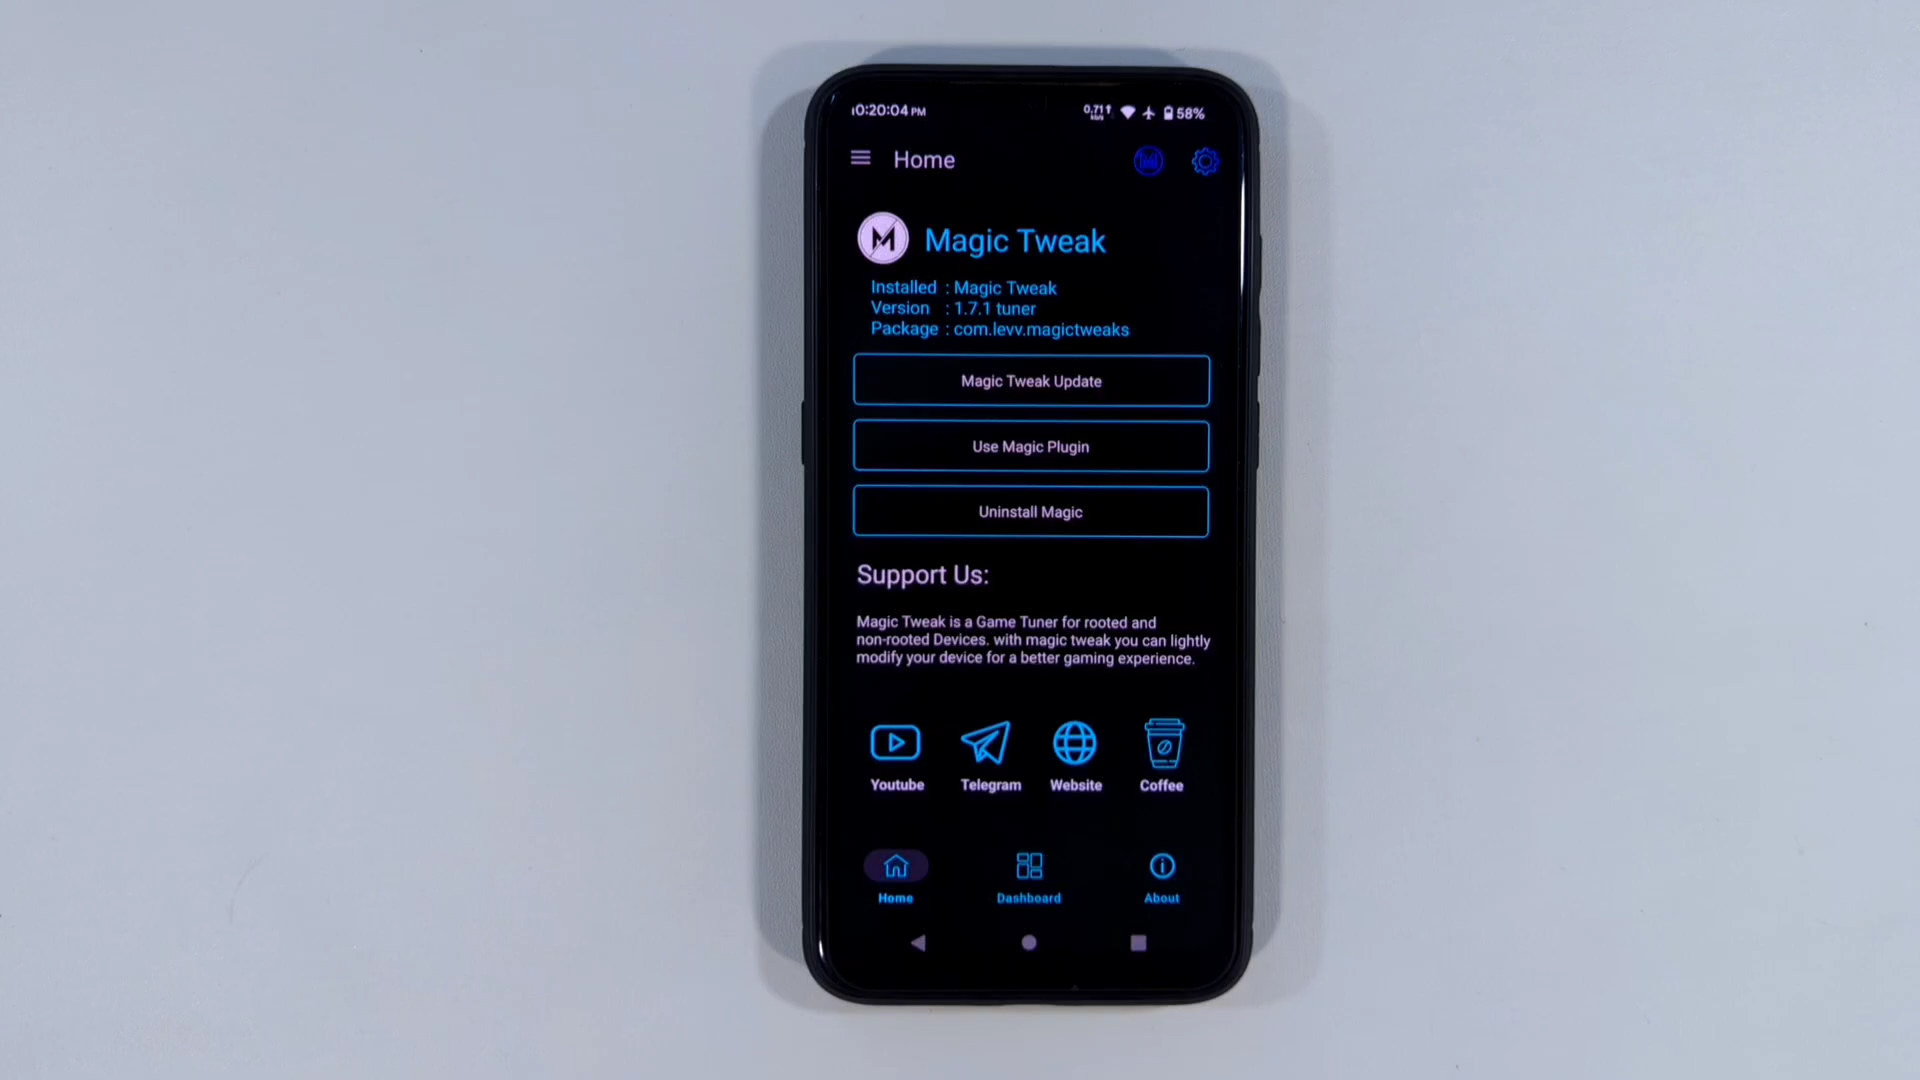 10:20:04 PM
0.71↑ kb/s 58%
Home
M
Magic Tweak
Installed : Magic Tweak
Version : 1.7.1 tuner
Package : com.levv.magictweaks
Magic Tweak Update
Use Magic Plugin
Uninstall Magic
Support Us:
Magic Tweak is a Game Tuner for rooted and
non-rooted Devices. with magic tweak you can lightly
modify your device for a better gaming experience.
Youtube Telegram Website Coffee
Home Dashboard About